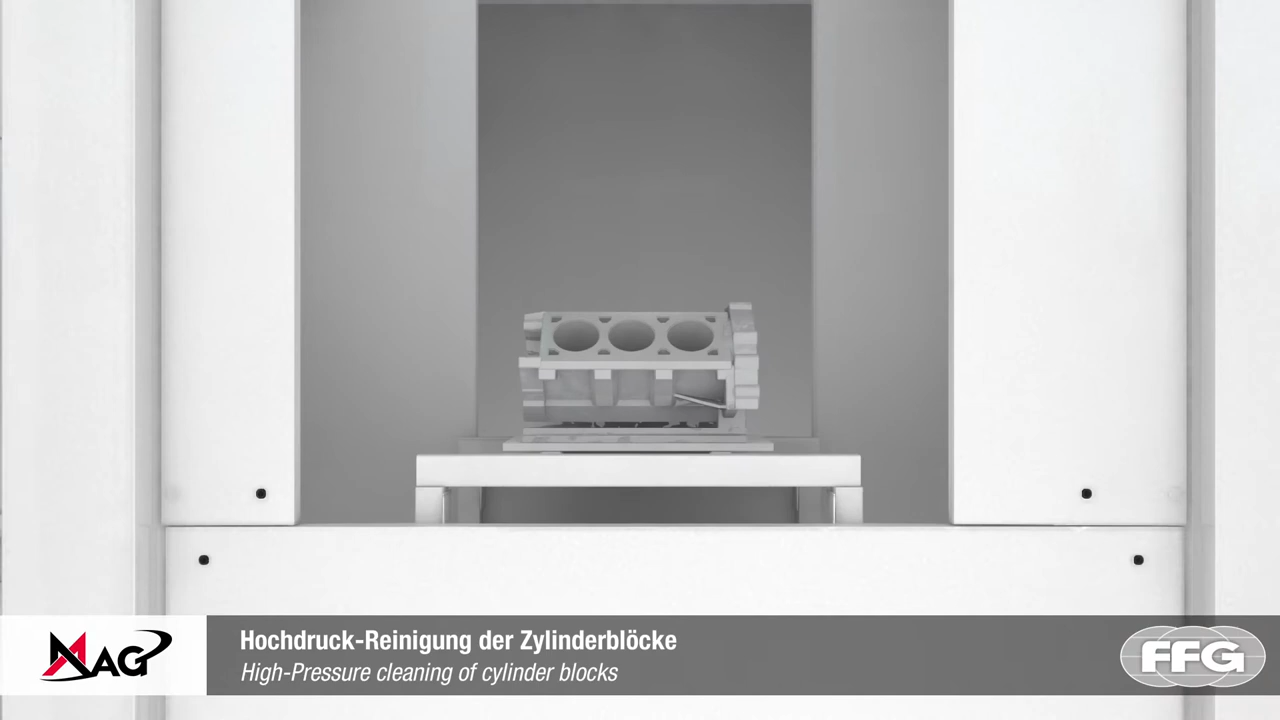 MAG
Hochdruck-Reinigung der Zylinderblöcke
High-Pressure cleaning of cylinder blocks
FFG